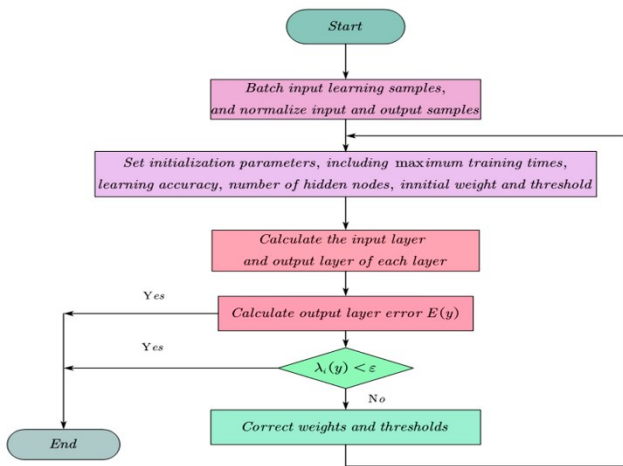 Start
Batch input learning samples,
and normalize input and output samples
Set initialization parameters, including maximum training times,
learning accuracy, number of hidden nodes, innitial weight and threshold
Calculate the input layer
and output layer of each layer
Yes
Calculate output layer error E(y)
Yes
λᵢ(y) < ε
No
Correct weights and thresholds
End